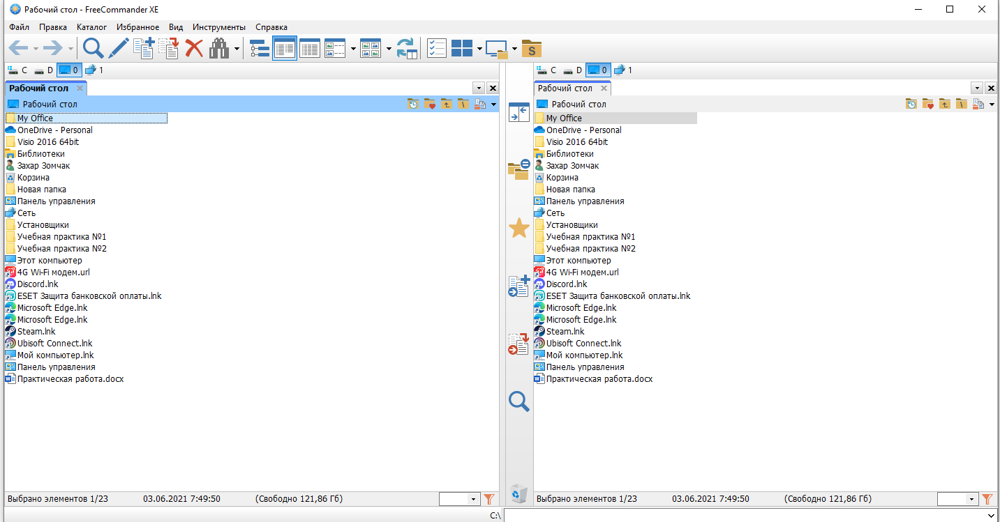 Рабочий стол - FreeCommander XE
Файл Правка Каталог Избранное Вид Инструменты Справка
S
C D 0 1
Рабочий стол
Рабочий стол
My Office
OneDrive - Personal
Visio 2016 64bit
Библиотеки
Захар Зомчак
Корзина
Новая папка
Панель управления
Сеть
Установщики
Учебная практика №1
Учебная практика №2
Этот компьютер
4G Wi-Fi модем.url
Discord.lnk
ESET Защита банковской оплаты.lnk
Microsoft Edge.lnk
Microsoft Edge.lnk
Steam.lnk
Ubisoft Connect.lnk
Мой компьютер.lnk
Панель управления
Практическая работа.docx
Выбрано элементов 1/23 03.06.2021 7:49:50 (Свободно 121,86 Гб)
C D 0 1
Рабочий стол
Рабочий стол
My Office
OneDrive - Personal
Visio 2016 64bit
Библиотеки
Захар Зомчак
Корзина
Новая папка
Панель управления
Сеть
Установщики
Учебная практика №1
Учебная практика №2
Этот компьютер
4G Wi-Fi модем.url
Discord.lnk
ESET Защита банковской оплаты.lnk
Microsoft Edge.lnk
Microsoft Edge.lnk
Steam.lnk
Ubisoft Connect.lnk
Мой компьютер.lnk
Панель управления
Практическая работа.docx
Выбрано элементов 1/23 03.06.2021 7:49:50 (Свободно 121,86 Гб)
C:\